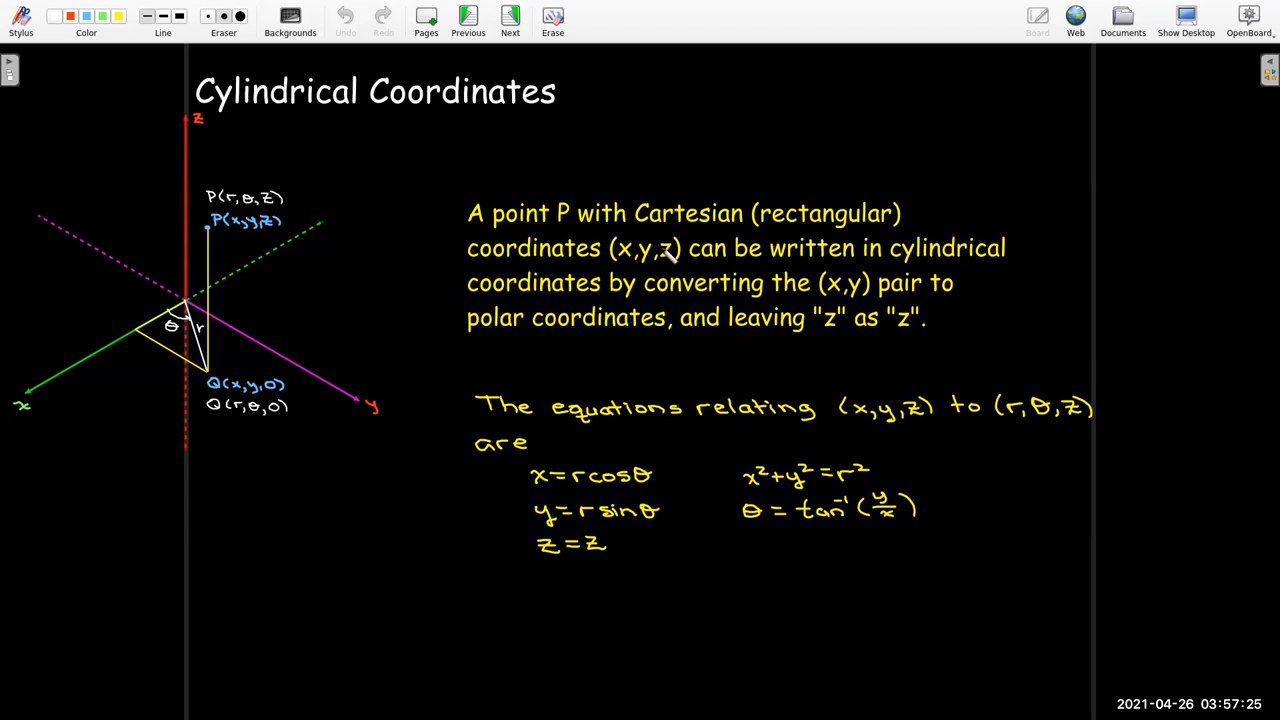 Stylus
Color
Line
Eraser
Backgrounds
Undo
Redo
Pages
Previous
Next
Erase
Board
Web
Documents
Show Desktop
OpenBoard
Cylindrical Coordinates
z
P(r,θ,z)
P(x,y,z)
θ
r
x
y
Q(x,y,0)
Q(r,θ,0)
A point P with Cartesian (rectangular)
coordinates (x,y,z) can be written in cylindrical
coordinates by converting the (x,y) pair to
polar coordinates, and leaving "z" as "z".
The equations relating (x,y,z) to (r,θ,z)
are
x=rcosθ
x²+y²=r²
y=rsinθ
θ = tan⁻¹(y/x)
z=z
2021-04-26 03:57:25